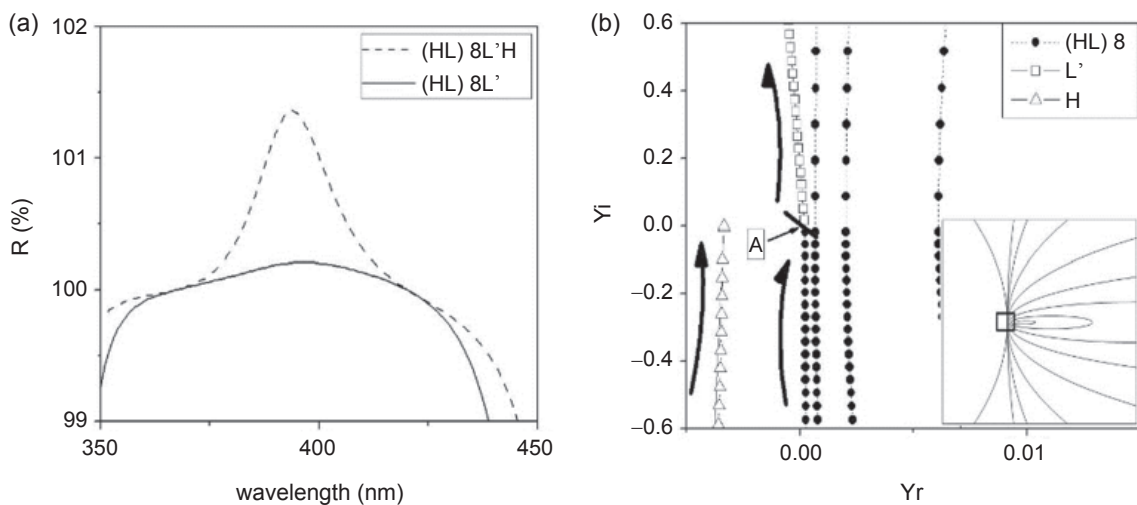 (a)
102
101
100
99
R (%)
350
400
450
wavelength (nm)
(HL) 8L'H
(HL) 8L'
(b)
0.6
0.4
0.2
0.0
−0.2
−0.4
−0.6
Yi
A
0.00
0.01
Yr
(HL) 8
L'
H